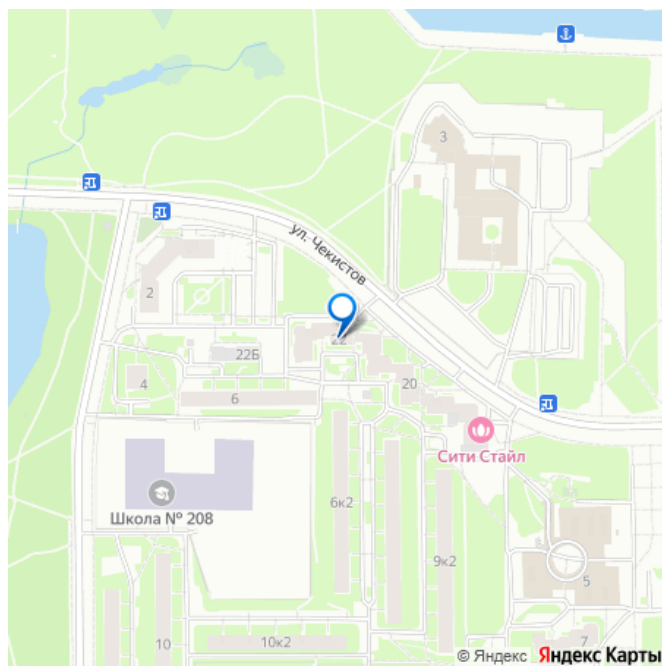 3
ул. Чекистов
2
22
22Б
4
6
20
Сити Стайл
6к2
Школа № 208
9к2
5
10
10к2
7
© Яндекс Яндекс Карты